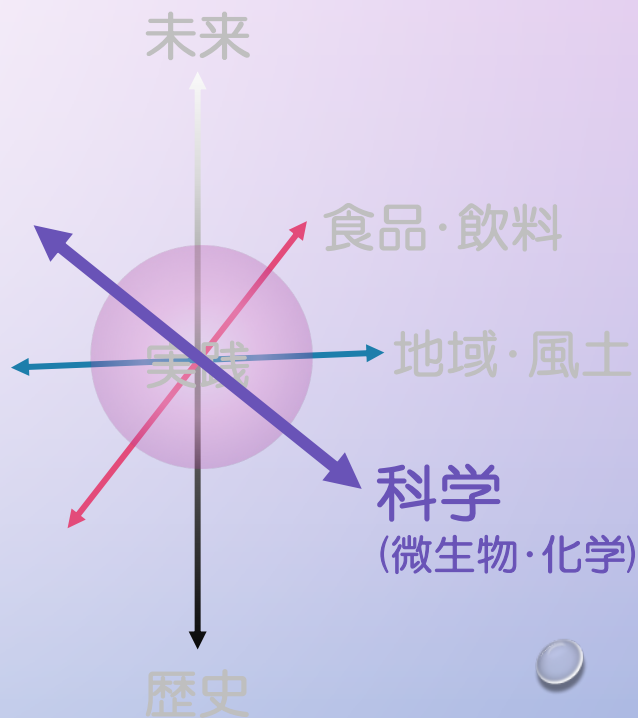 未来
食品・飲料
地域・風土
実践
科学
(微生物・化学)
歴史